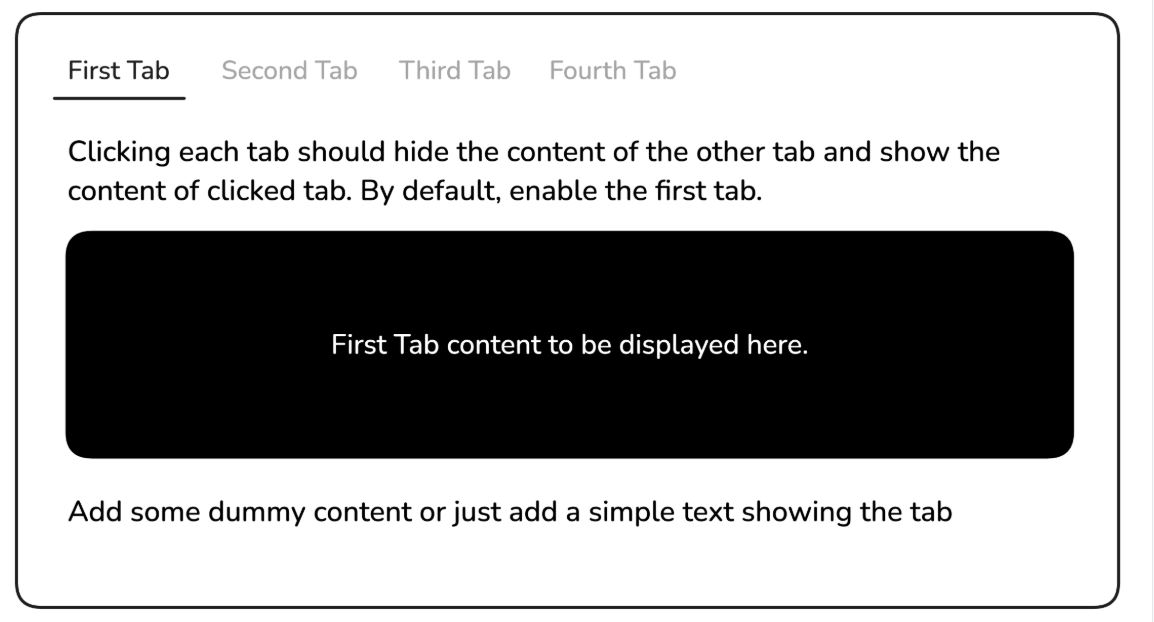 First Tab Second Tab Third Tab Fourth Tab
Clicking each tab should hide the content of the other tab and show the
content of clicked tab. By default, enable the first tab.
First Tab content to be displayed here.
Add some dummy content or just add a simple text showing the tab